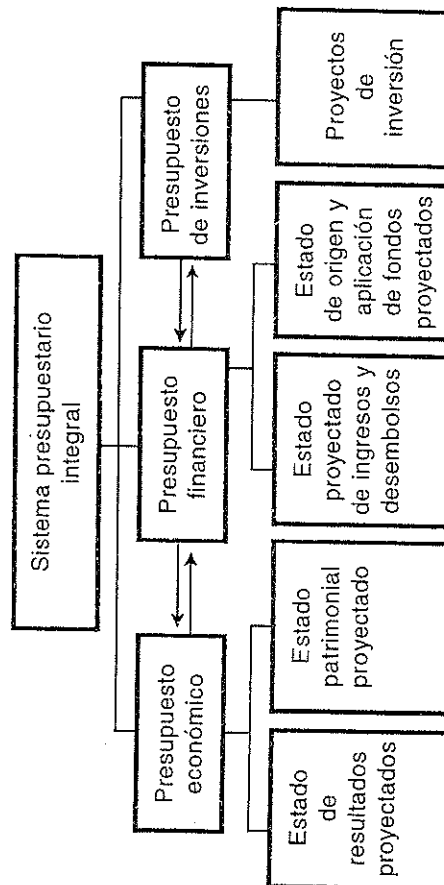 Sistema presupuestario
integral
Presupuesto
económico
Presupuesto
financiero
Presupuesto
de inversiones
Estado
de
resultados
proyectados
Estado
patrimonial
proyectado
Estado
proyectado
de ingresos y
desembolsos
Estado
de origen y
aplicación
de fondos
proyectados
Proyectos
de
inversión